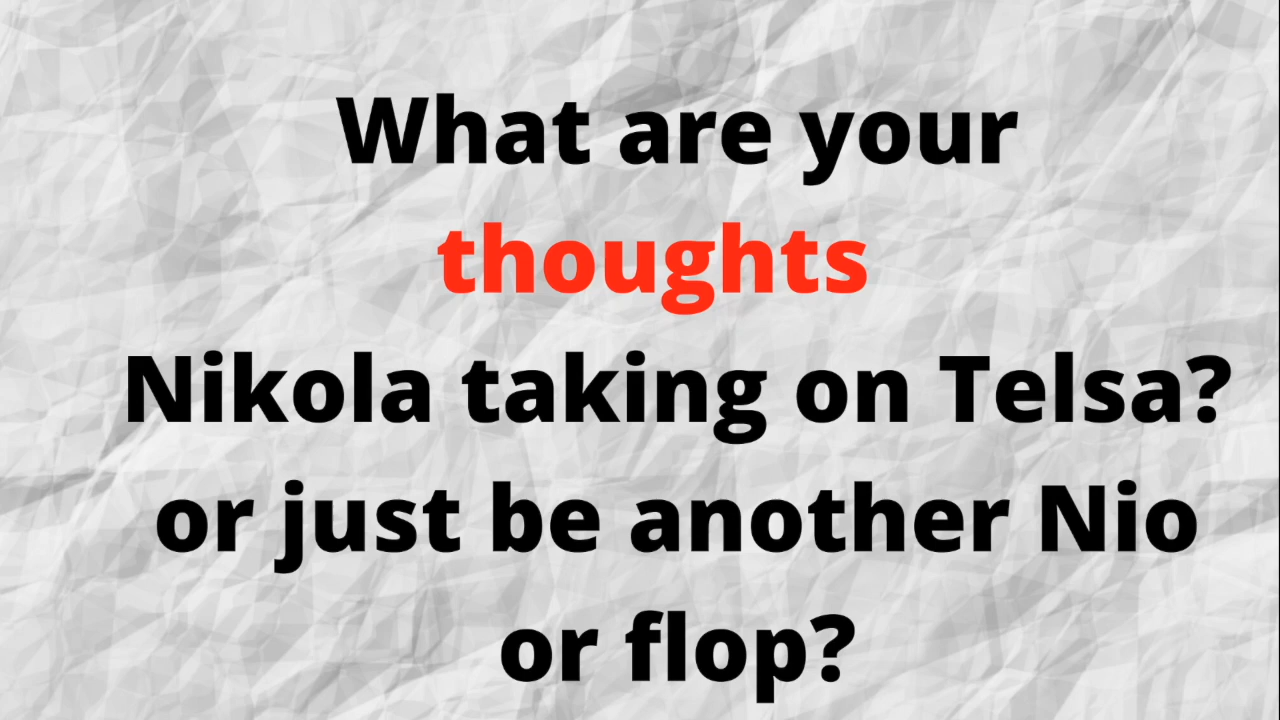 What are your
thoughts
Nikola taking on Telsa?
or just be another Nio
or flop?